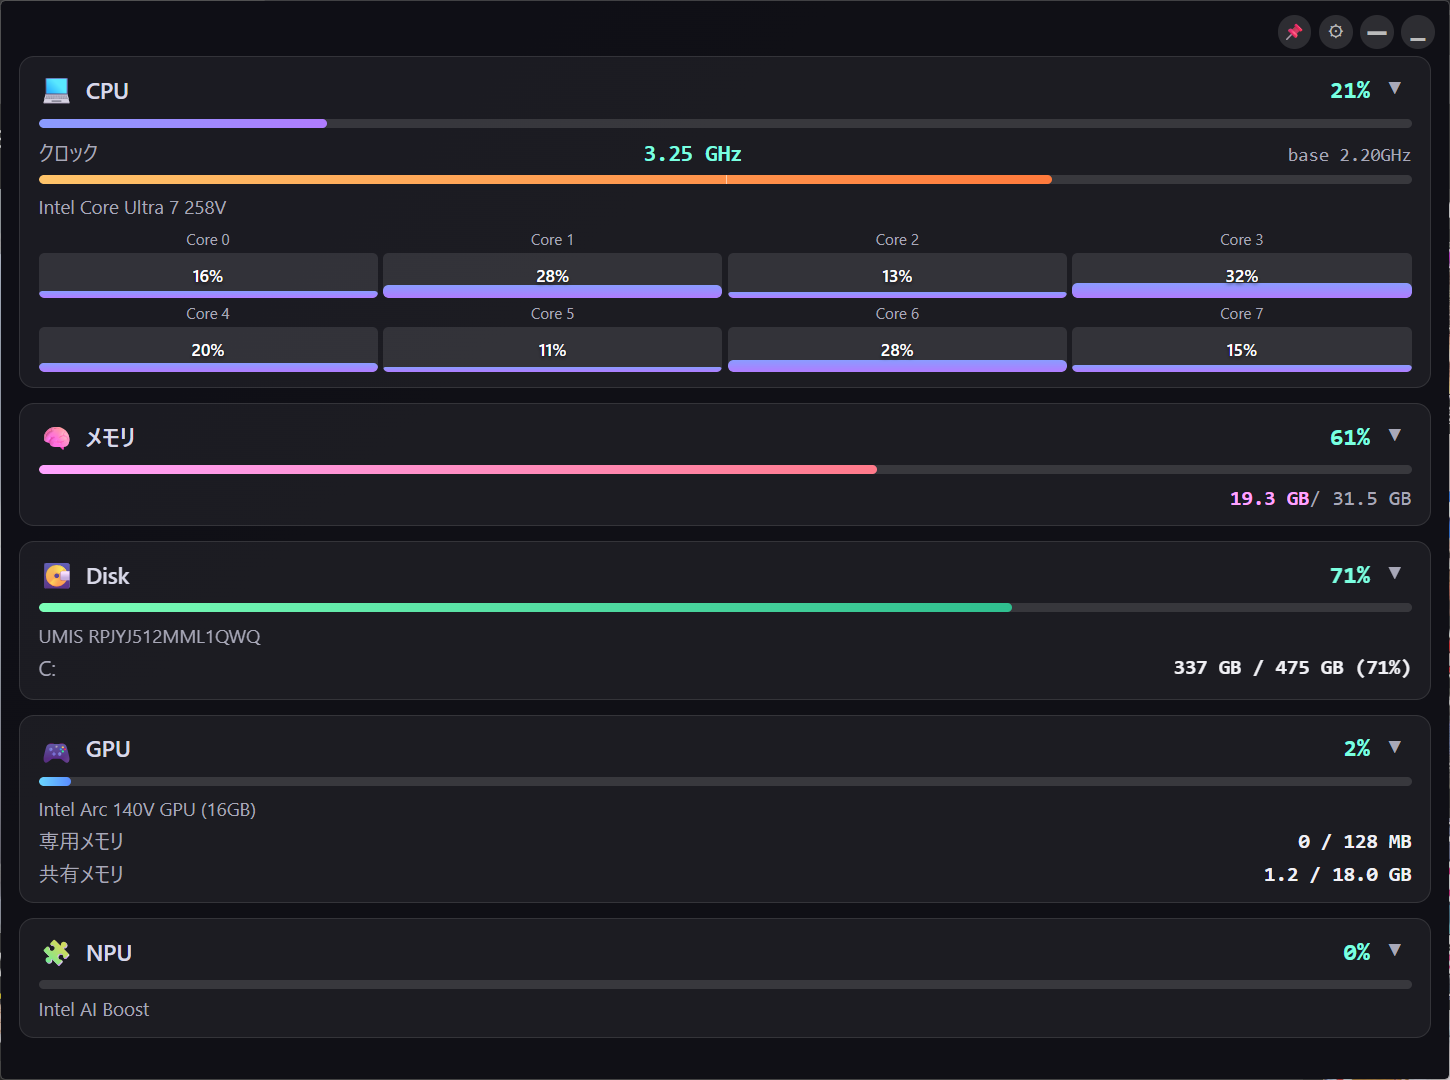 CPU 21% ▼
クロック 3.25 GHz base 2.20GHz
Intel Core Ultra 7 258V
Core 0 Core 1 Core 2 Core 3
16% 28% 13% 32%
Core 4 Core 5 Core 6 Core 7
20% 11% 28% 15%
メモリ 61% ▼
19.3 GB/ 31.5 GB
Disk 71% ▼
UMIS RPJYJ512MML1QWQ
C: 337 GB / 475 GB (71%)
GPU 2% ▼
Intel Arc 140V GPU (16GB)
専用メモリ 0 / 128 MB
共有メモリ 1.2 / 18.0 GB
NPU 0% ▼
Intel AI Boost